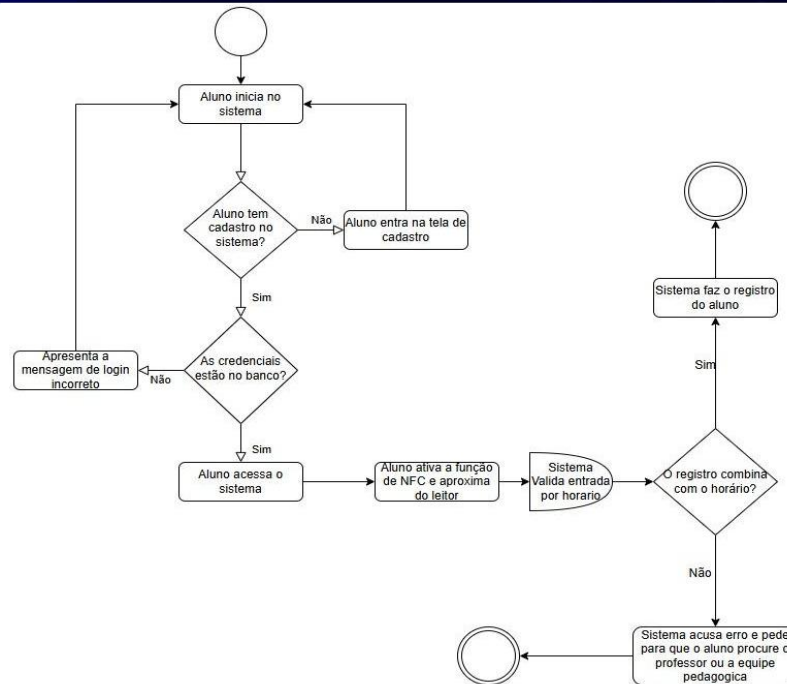 Aluno inicia no
sistema
Aluno tem
cadastro no
sistema?
Não
Aluno entra na tela de
cadastro
Sim
As credenciais
estão no banco?
Não
Apresenta a
mensagem de login
incorreto
Sim
Aluno acessa o
sistema
Aluno ativa a função
de NFC e aproxima
do leitor
Sistema
Valida entrada
por horario
O registro combina
com o horário?
Sim
Sistema faz o registro
do aluno
Não
Sistema acusa erro e pede
para que o aluno procure o
professor ou a equipe
pedagogica